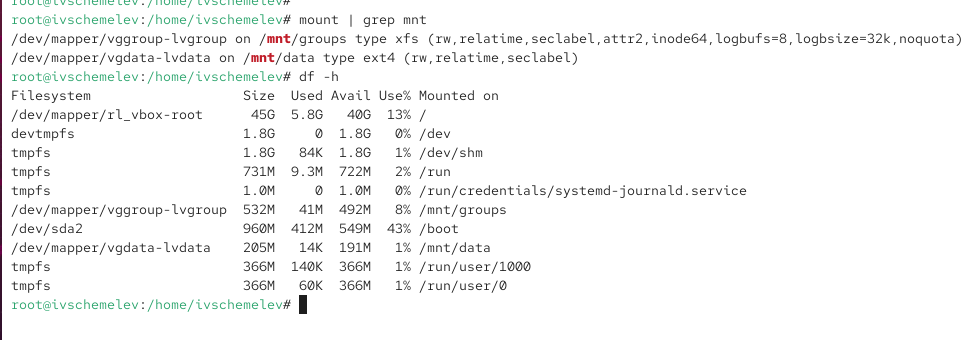 root@ivschemelev:/home/ivschemelev#
root@ivschemelev:/home/ivschemelev# mount | grep mnt
/dev/mapper/vggroup-lvgroup on /mnt/groups type xfs (rw,relatime,seclabel,attr2,inode64,logbufs=8,logbsize=32k,noquota)
/dev/mapper/vgdata-lvdata on /mnt/data type ext4 (rw,relatime,seclabel)
root@ivschemelev:/home/ivschemelev# df -h
Filesystem                   Size  Used Avail Use% Mounted on
/dev/mapper/rl_vbox-root      45G  5.8G   40G  13% /
devtmpfs                     1.8G     0  1.8G   0% /dev
tmpfs                        1.8G   84K  1.8G   1% /dev/shm
tmpfs                        731M  9.3M  722M   2% /run
tmpfs                        1.0M     0  1.0M   0% /run/credentials/systemd-journald.service
/dev/mapper/vggroup-lvgroup  532M   41M  492M   8% /mnt/groups
/dev/sda2                    960M  412M  549M  43% /boot
/dev/mapper/vgdata-lvdata    205M   14K  191M   1% /mnt/data
tmpfs                        366M  140K  366M   1% /run/user/1000
tmpfs                        366M   60K  366M   1% /run/user/0
root@ivschemelev:/home/ivschemelev#